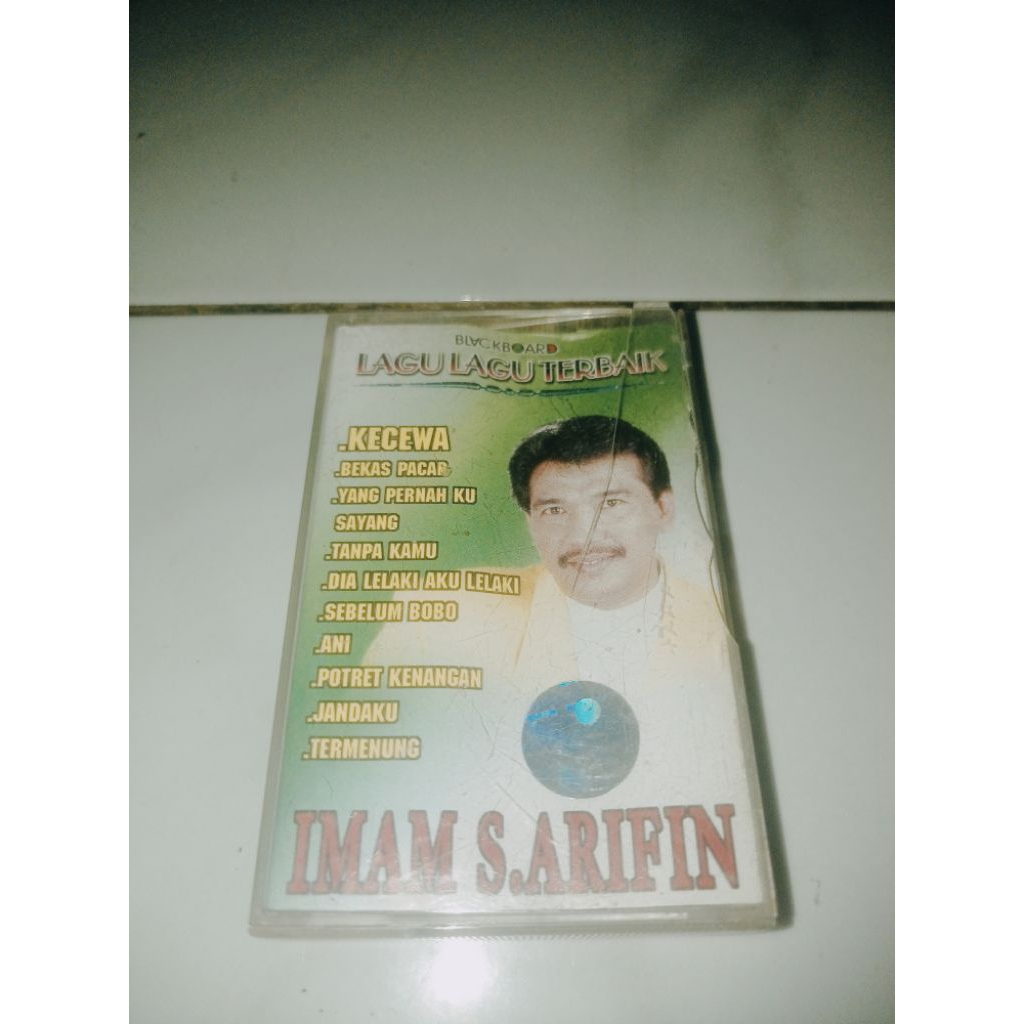 BLACKBOARD
LAGU LAGU TERBAIK
.KECEWA
.BEKAS PACAR
.YANG PERNAH KU
SAYANG
.TANPA KAMU
.DIA LELAKI AKU LELAKI
.SEBELUM BOBO
.ANI
.POTRET KENANGAN
.JANDAKU
.TERMENUNG
IMAM S.ARIFIN